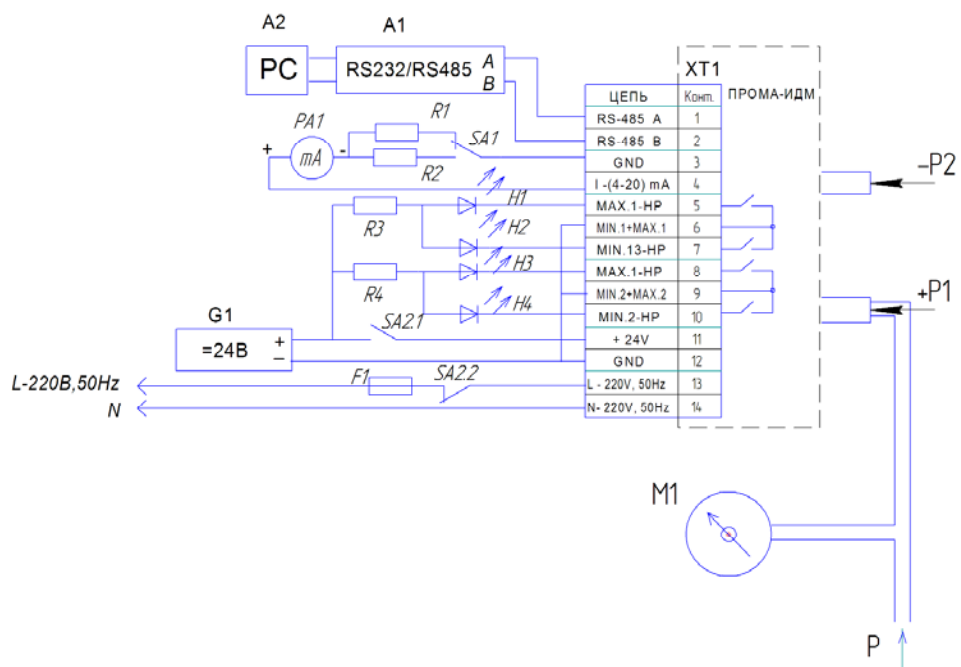 A2
A1
PC
RS232/RS485
A
B
XT1
ПРОМА-ИДМ
ЦЕПЬ Конт.
RS-485 A 1
RS-485 B 2
GND 3
I -(4-20) mA 4
MAX.1-HP 5
MIN.1+MAX.1 6
MIN.13-HP 7
MAX.1-HP 8
MIN.2+MAX.2 9
MIN.2-HP 10
+ 24V 11
GND 12
L - 220V, 50Hz 13
N- 220V, 50Hz 14
PA1
+
mA
-
R1
R2
SA1
H1
R3
H2
H3
R4
H4
G1
=24В
+
−
SA2.1
L-220В,50Hz
F1
SA2.2
N
−P2
+P1
M1
P